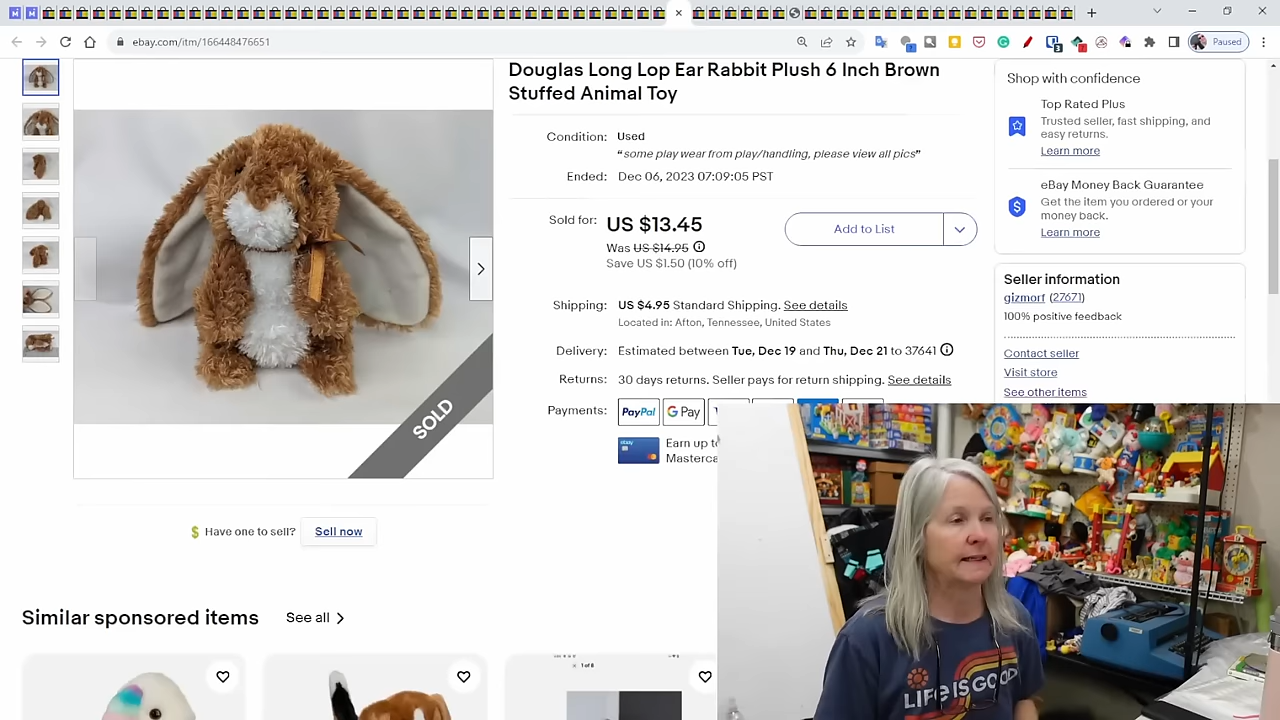 ebay.com/itm/166448476651
Paused
Douglas Long Lop Ear Rabbit Plush 6 Inch Brown
Stuffed Animal Toy
Condition: Used
“some play wear from play/handling, please view all pics”
Ended: Dec 06, 2023 07:09:05 PST
Sold for: US $13.45
Was US $14.95
Save US $1.50 (10% off)
Add to List
Shipping: US $4.95 Standard Shipping. See details
Located in: Afton, Tennessee, United States
Delivery: Estimated between Tue, Dec 19 and Thu, Dec 21 to 37641
Returns: 30 days returns. Seller pays for return shipping. See details
Payments: PayPal G Pay
ebay
Earn up to
Masterca
SOLD
Have one to sell? Sell now
Similar sponsored items See all
1 of 8
Shop with confidence
Top Rated Plus
Trusted seller, fast shipping, and
easy returns.
Learn more
eBay Money Back Guarantee
Get the item you ordered or your
money back.
Learn more
Seller information
gizmorf (27671)
100% positive feedback
Contact seller
Visit store
See other items
LIFE IS GOOD